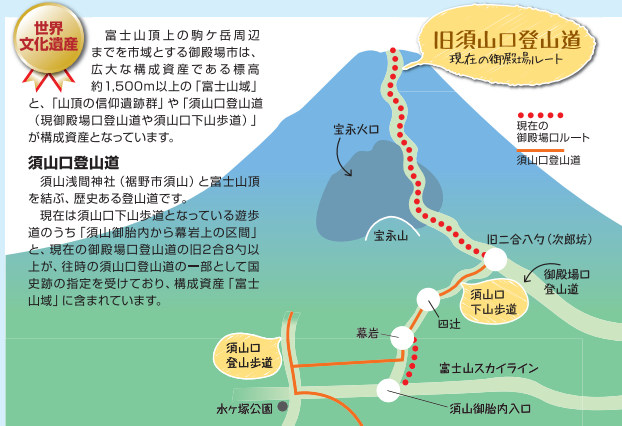 世界
文化遺産
富士山頂上の駒ケ岳周辺
までを市域とする御殿場市は、
広大な構成資産である標高
約1,500m以上の「富士山域」
と、「山頂の信仰遺跡群」や「須山口登山道
（現御殿場口登山道や須山口下山歩道）」
が構成資産となっています。
須山口登山道
須山浅間神社（裾野市須山）と富士山頂
を結ぶ、歴史ある登山道です。
現在は須山口下山歩道となっている遊歩
道のうち「須山御胎内から幕岩上の区間」
と、現在の御殿場口登山道の旧2合8勺以
上が、往時の須山口登山道の一部として国
史跡の指定を受けており、構成資産「富士
山域」に含まれています。
旧須山口登山道
現在の御殿場ルート
現在の
御殿場口ルート
須山口登山道
宝永火口
宝永山
旧二合八勺（次郎坊）
御殿場口
登山道
須山口
下山歩道
四辻
幕岩
須山口
登山歩道
富士山スカイライン
水ヶ塚公園
須山御胎内入口